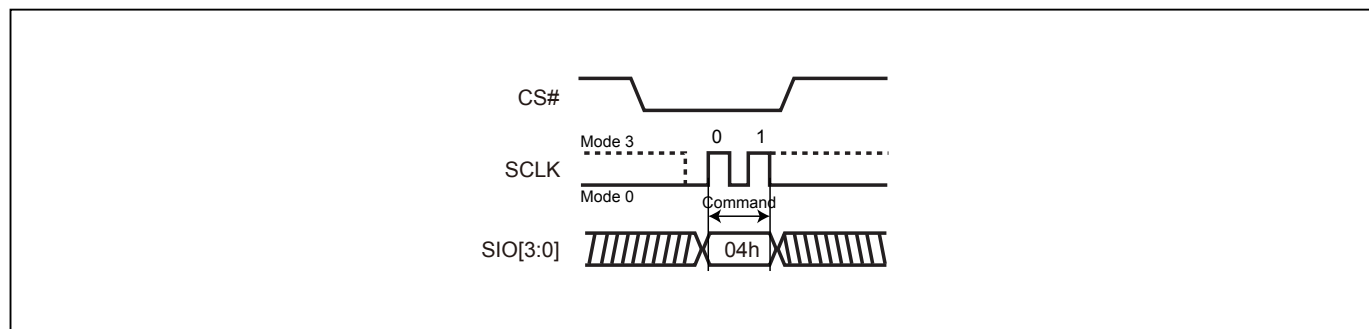 CS#
Mode 3
0 1
SCLK
Mode 0
Command
SIO[3:0]
04h